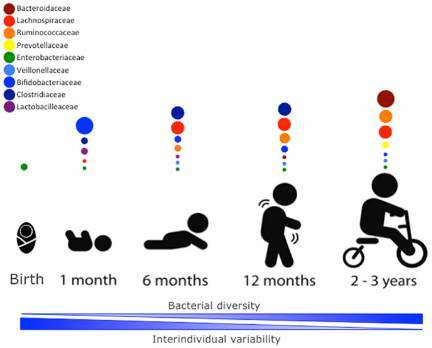 Bacteroidaceae
Lachnospiraceae
Ruminococcaceae
Prevotellaceae
Enterobacteriaceae
Veillonellaceae
Bifidobacteriaceae
Clostridiaceae
Lactobacilleaceae
Birth
1 month
6 months
12 months
2 - 3 years
Bacterial diversity
Interindividual variability